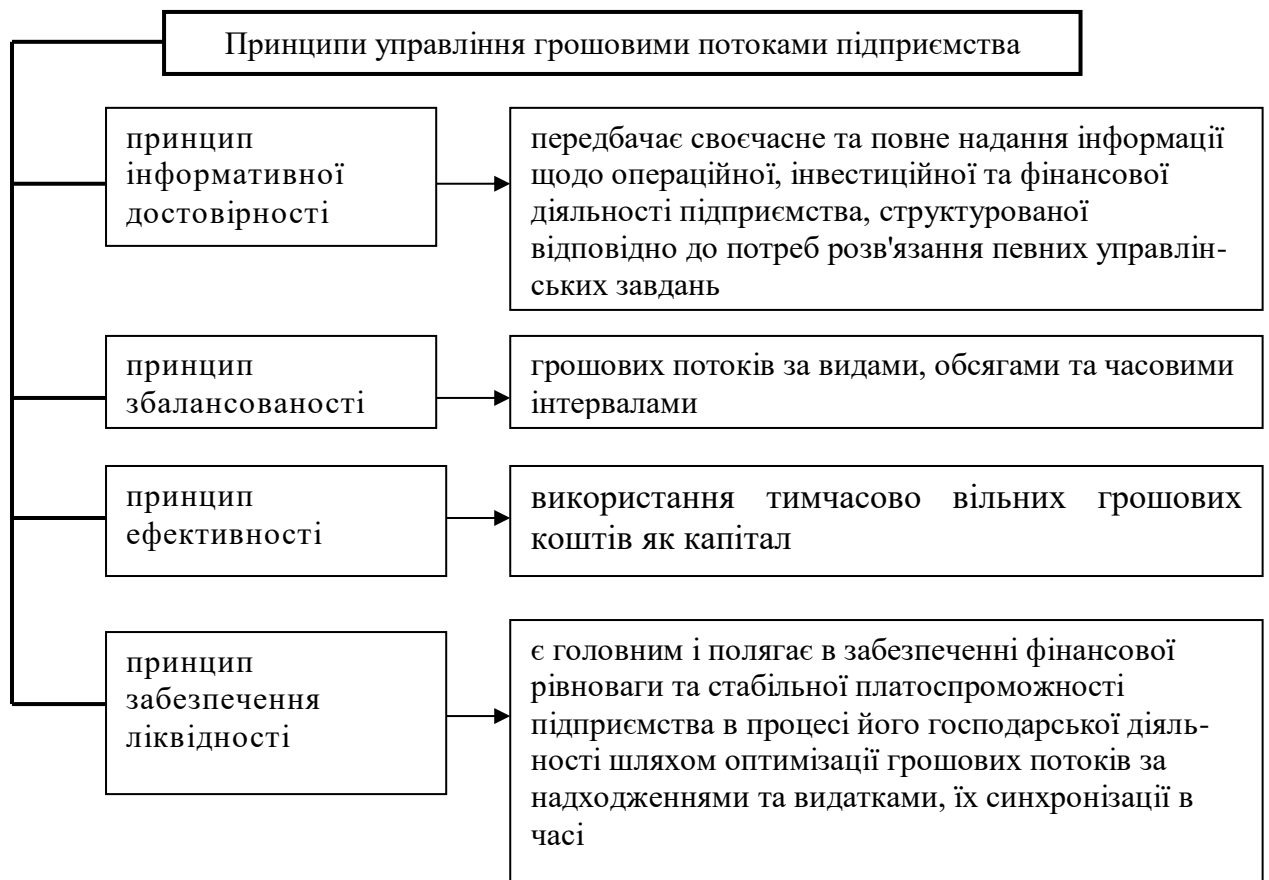 Принципи управління грошовими потоками підприємства
принцип
інформативної
достовірності
передбачає своєчасне та повне надання інформації
щодо операційної, інвестиційної та фінансової
діяльності підприємства, структурованої
відповідно до потреб розв'язання певних управлін-
ських завдань
принцип
збалансованості
грошових потоків за видами, обсягами та часовими
інтервалами
принцип
ефективності
використання тимчасово вільних грошових
коштів як капітал
принцип
забезпечення
ліквідності
є головним і полягає в забезпеченні фінансової
рівноваги та стабільної платоспроможності
підприємства в процесі його господарської діяль-
ності шляхом оптимізації грошових потоків за
надходженнями та видатками, їх синхронізації в
часі